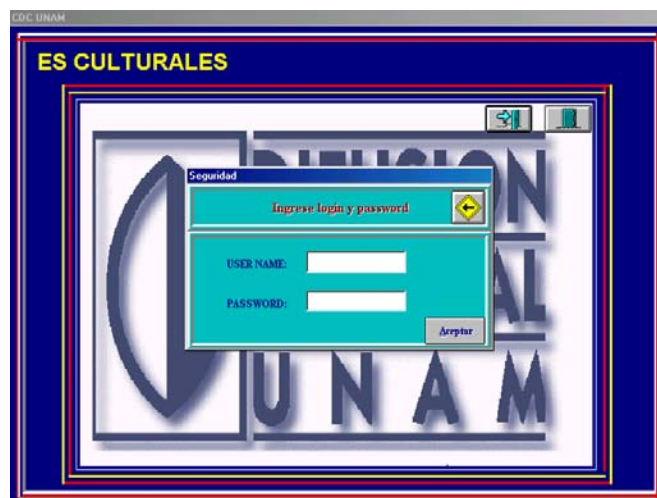 CDC UNAM
ES CULTURALES
DIFUSION
Seguridad
Ingrese login y password
USER NAME:
PASSWORD:
AL
Aceptar
UNAM